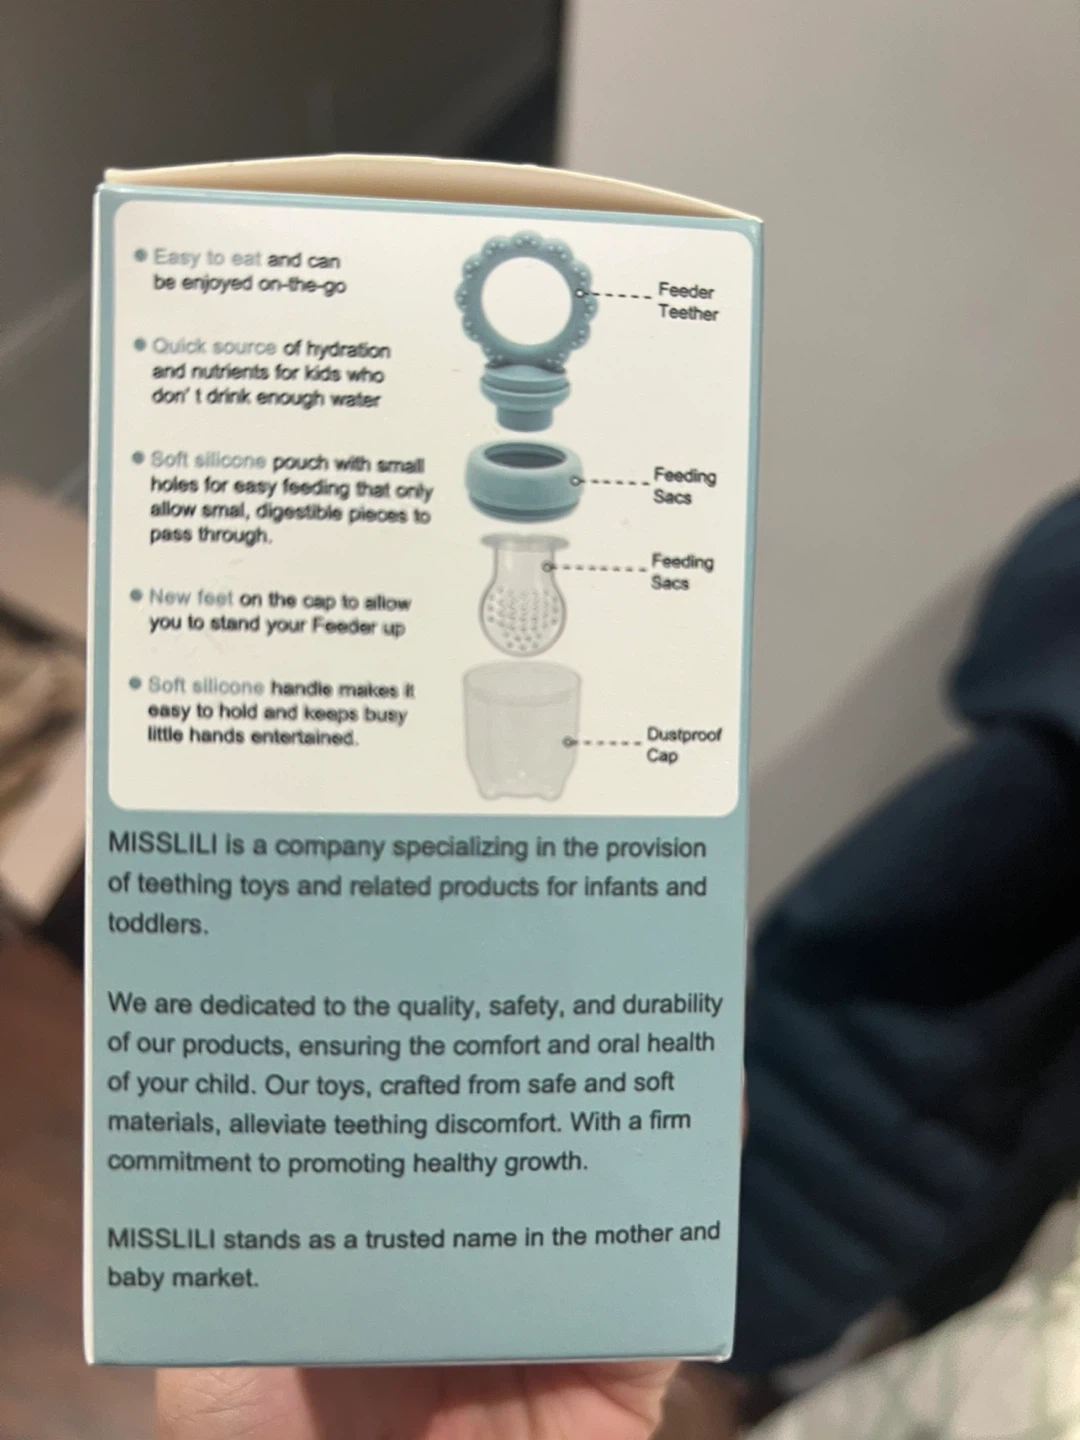 Easy to eat and can
be enjoyed on-the-go
Quick source of hydration
and nutrients for kids who
don' t drink enough water
Soft silicone pouch with small
holes for easy feeding that only
allow smal, digestible pieces to
pass through.
New feet on the cap to allow
you to stand your Feeder up
Soft silicone handle makes it
easy to hold and keeps busy
little hands entertained.
Feeder
Teether
Feeding
Sacs
Feeding
Sacs
Dustproof
Cap
MISSLILI is a company specializing in the provision
of teething toys and related products for infants and
toddlers.
We are dedicated to the quality, safety, and durability
of our products, ensuring the comfort and oral health
of your child. Our toys, crafted from safe and soft
materials, alleviate teething discomfort. With a firm
commitment to promoting healthy growth.
MISSLILI stands as a trusted name in the mother and
baby market.